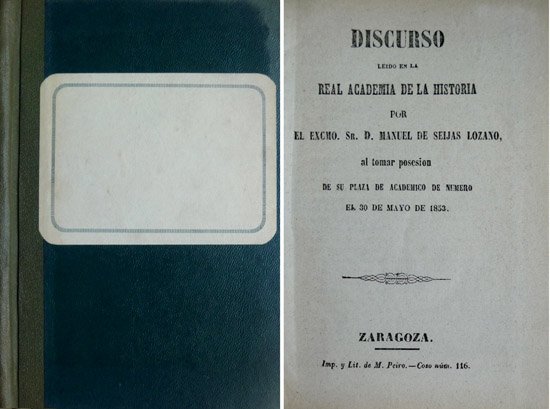 DISCURSO
LEIDO EN LA
REAL ACADEMIA DE LA HISTORIA
POR
EL EXCMO. SR. D. MANUEL DE SEIJAS LOZANO,
al tomar posesion
DE SU PLAZA DE ACADEMICO DE NUMERO
EL 30 DE MAYO DE 1853.
ZARAGOZA.
Imp. y Lit. de M. Peiro.—Coso núm. 116.